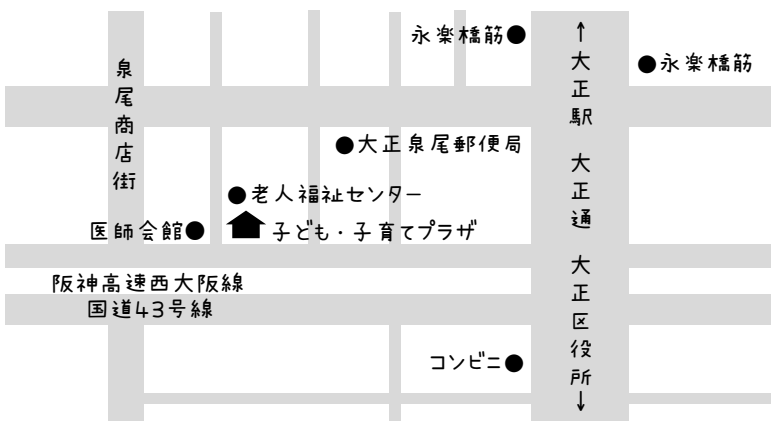 永楽橋筋●
●永楽橋筋
泉尾商店街
↑大正駅 大正通 大正区役所↓
●大正泉尾郵便局
●老人福祉センター
医師会館●
子ども・子育てプラザ
阪神高速西大阪線
国道43号線
コンビニ●